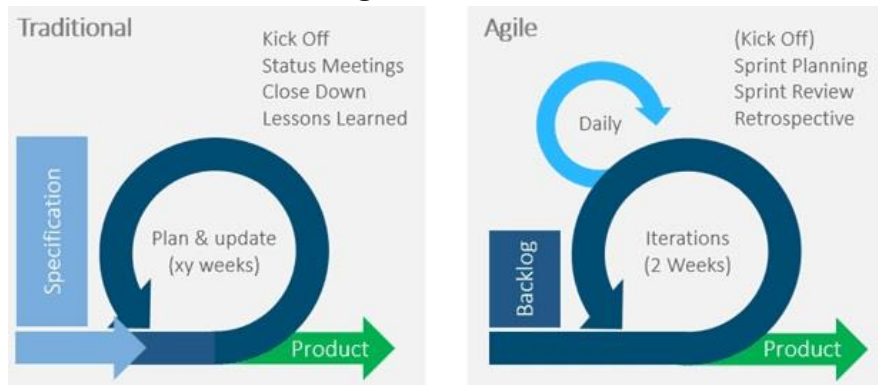 Traditional
Kick Off
Status Meetings
Close Down
Lessons Learned
Specification
Plan & update
(xy weeks)
Product
Agile
(Kick Off)
Sprint Planning
Sprint Review
Retrospective
Daily
Backlog
Iterations
(2 Weeks)
Product